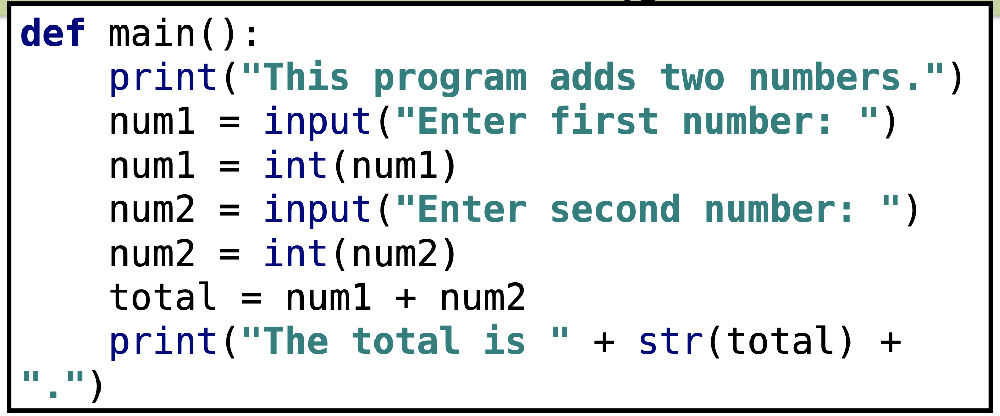 def main():
    print("This program adds two numbers.")
    num1 = input("Enter first number: ")
    num1 = int(num1)
    num2 = input("Enter second number: ")
    num2 = int(num2)
    total = num1 + num2
    print("The total is " + str(total) +
".")